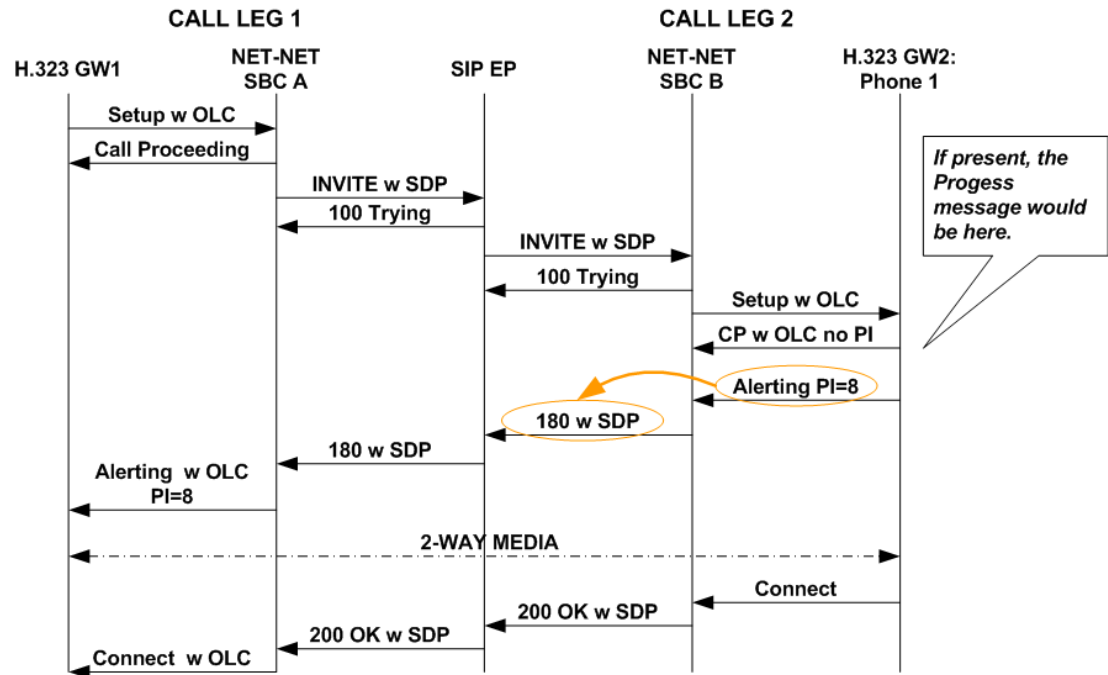 CALL LEG 1
CALL LEG 2
H.323 GW1
NET-NET
SBC A
SIP EP
NET-NET
SBC B
H.323 GW2:
Phone 1
Setup w OLC
Call Proceeding
If present, the
Progess
message would
be here.
INVITE w SDP
100 Trying
INVITE w SDP
100 Trying
Setup w OLC
CP w OLC no PI
Alerting PI=8
180 w SDP
180 w SDP
Alerting w OLC
PI=8
2-WAY MEDIA
Connect
200 OK w SDP
200 OK w SDP
Connect w OLC